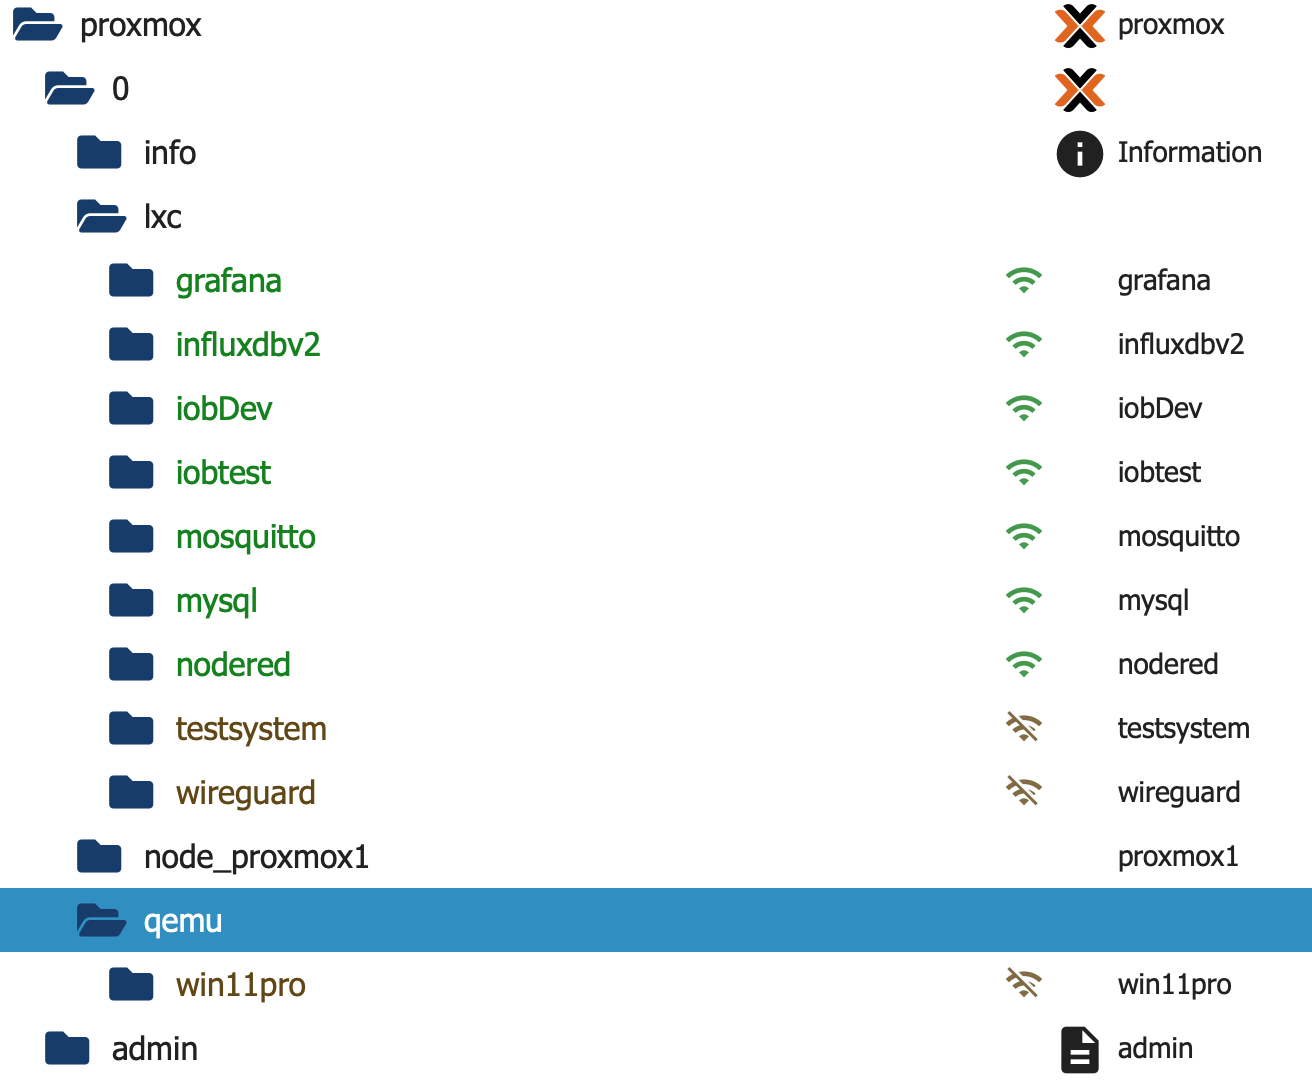 proxmox proxmox
0
info Information
lxc
grafana grafana
influxdbv2 influxdbv2
iobDev iobDev
iobtest iobtest
mosquitto mosquitto
mysql mysql
nodered nodered
testsystem testsystem
wireguard wireguard
node_proxmox1 proxmox1
qemu
win11pro win11pro
admin admin